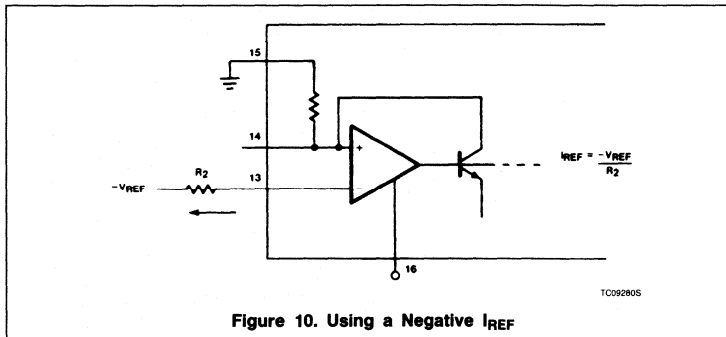 15
14
+
R2
13
-VREF
IREF = -VREF
R2
16
TC09280S
Figure 10. Using a Negative IREF